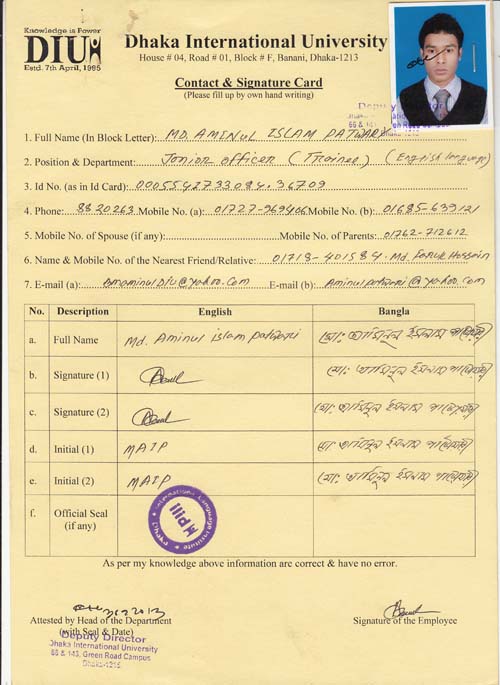 Knowledge is Power
DIU
Estd. 7th April, 1995
Dhaka International University
House # 04, Road # 01, Block # F, Banani, Dhaka-1213
Contact & Signature Card
(Please fill up by own hand writing)
Deputy Director
1. Full Name (In Block Letter): MD. AMINUL ISLAM PATWARY
2. Position & Department: Junior officer (Trainee) (English language)
3. Id No. (as in Id Card): 0005542733084.36709
4. Phone: 8820263 Mobile No. (a): 01727-969406 Mobile No. (b): 01685-639121
5. Mobile No. of Spouse (if any): Mobile No. of Parents: 01762-712612
6. Name & Mobile No. of the Nearest Friend/Relative: 01718-401584. Md. Faruk Hossain
7. E-mail (a): bmaminulDIU@yahoo.com E-mail (b): Aminulpatwari@yahoo.com
No. Description English Bangla
a. Full Name Md. Aminul islam patwari মো: আমিনুল ইসলাম পাটোয়ারী
b. Signature (1) মো: আমিনুল ইসলাম পাটোয়ারী
c. Signature (2) মো: আমিনুল ইসলাম পাটোয়ারী
d. Initial (1) MAIP মো: আমিনুল ইসলাম পাটোয়ারী
e. Initial (2) MAIP মো: আমিনুল ইসলাম পাটোয়ারী
f. Official Seal (if any) International Language Institute Dhaka
As per my knowledge above information are correct & have no error.
Attested by Head of the Department Signature of the Employee
(with Seal & Date)
Deputy Director
Dhaka International University
66 & 143, Green Road Campus
Dhaka-1215